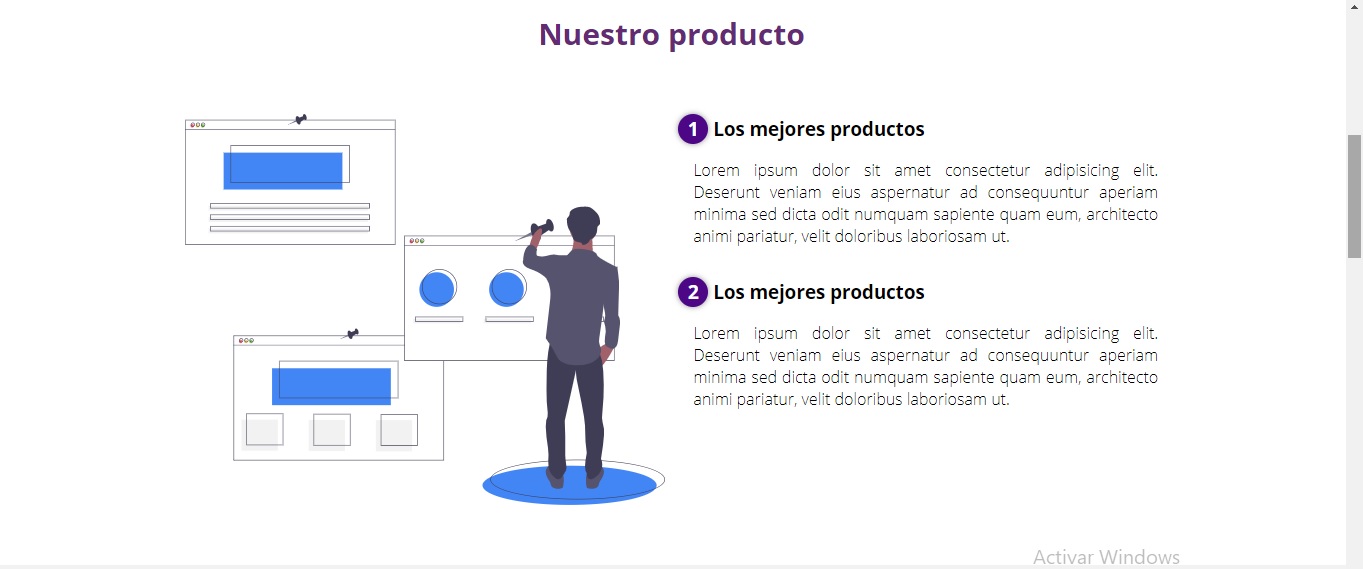 Nuestro producto
1 Los mejores productos
Lorem ipsum dolor sit amet consectetur adipisicing elit.
Deserunt veniam eius aspernatur ad consequuntur aperiam
minima sed dicta odit numquam sapiente quam eum, architecto
animi pariatur, velit doloribus laboriosam ut.
2 Los mejores productos
Lorem ipsum dolor sit amet consectetur adipisicing elit.
Deserunt veniam eius aspernatur ad consequuntur aperiam
minima sed dicta odit numquam sapiente quam eum, architecto
animi pariatur, velit doloribus laboriosam ut.
Activar Windows